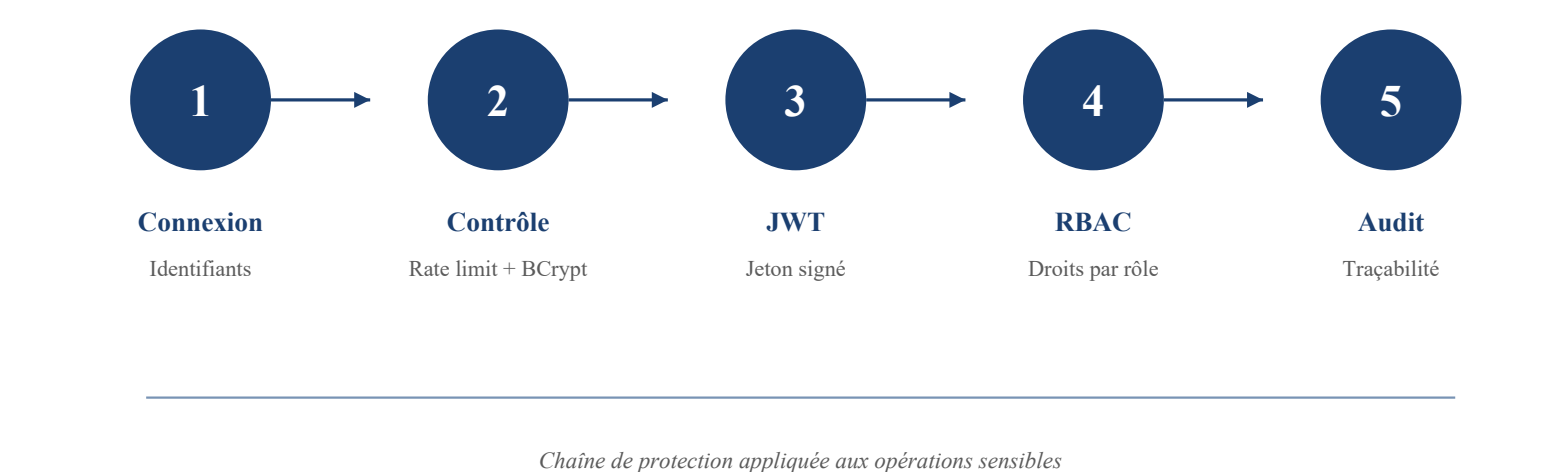 1 2 3 4 5
Connexion Contrôle JWT RBAC Audit
Identifiants Rate limit + BCrypt Jeton signé Droits par rôle Traçabilité
Chaîne de protection appliquée aux opérations sensibles